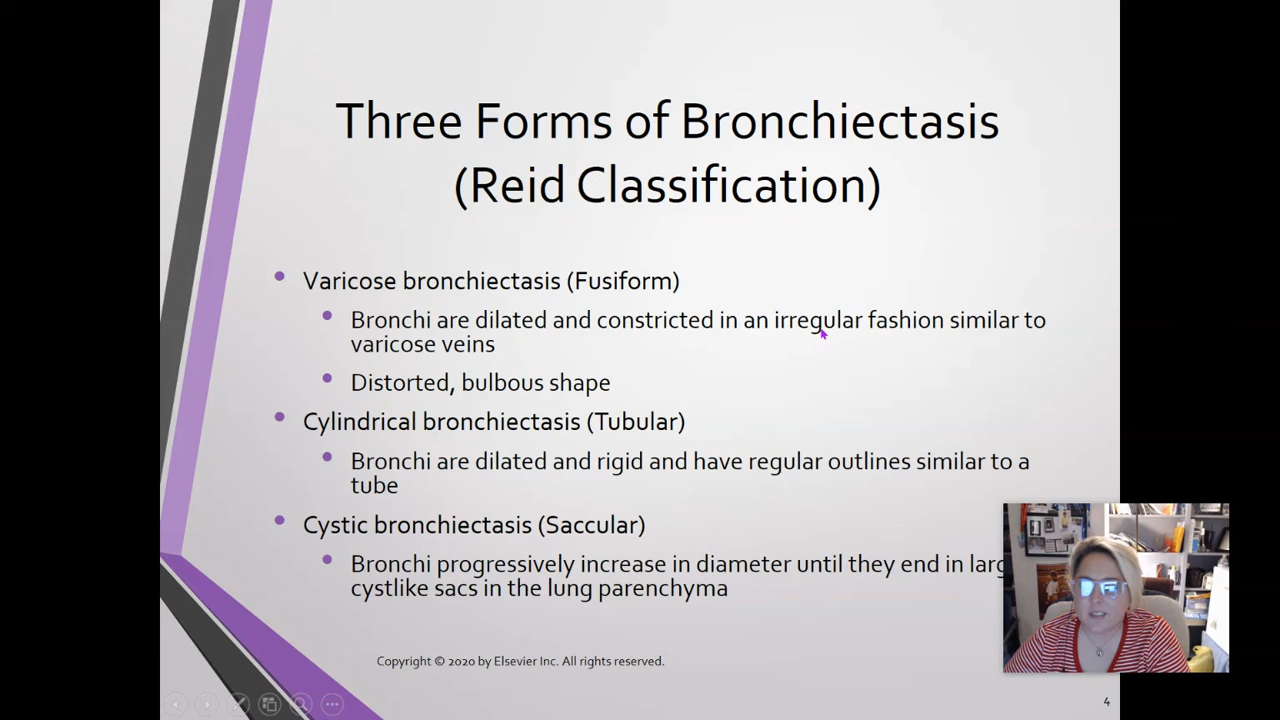 Three Forms of Bronchiectasis
(Reid Classification)
• Varicose bronchiectasis (Fusiform)
• Bronchi are dilated and constricted in an irregular fashion similar to
varicose veins
• Distorted, bulbous shape
• Cylindrical bronchiectasis (Tubular)
• Bronchi are dilated and rigid and have regular outlines similar to a
tube
• Cystic bronchiectasis (Saccular)
• Bronchi progressively increase in diameter until they end in
cystlike sacs in the lung parenchyma
Copyright © 2020 by Elsevier Inc. All rights reserved.
4